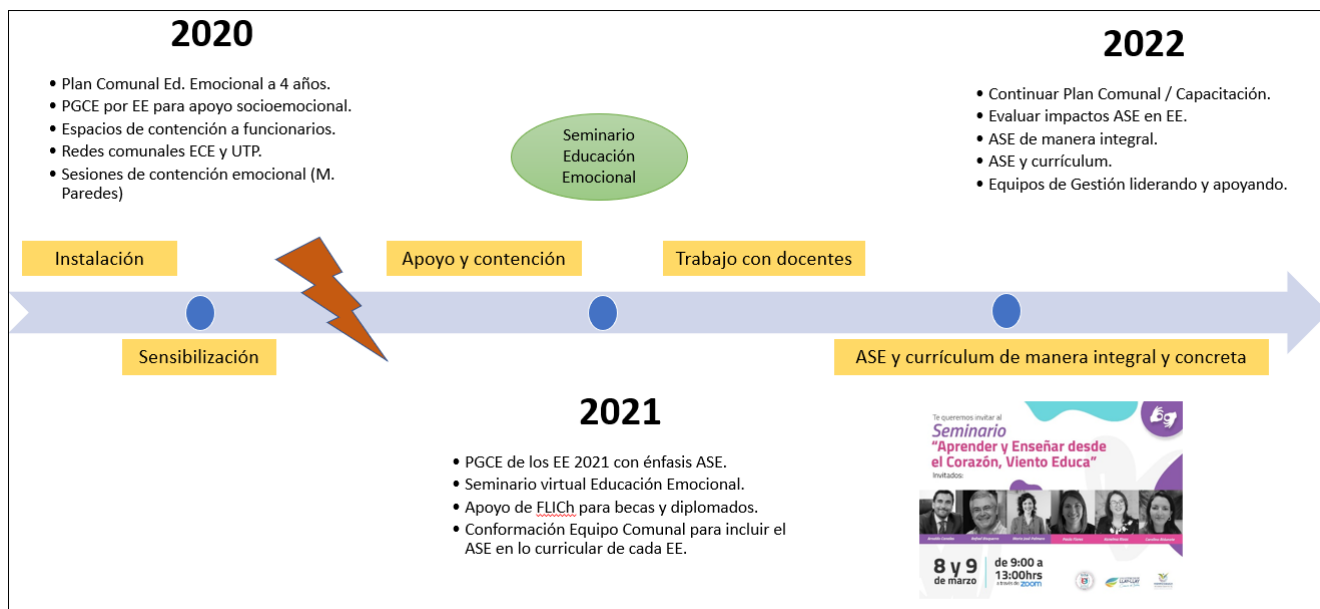 2020
• Plan Comunal Ed. Emocional a 4 años.
• PGCE por EE para apoyo socioemocional.
• Espacios de contención a funcionarios.
• Redes comunales ECE y UTP.
• Sesiones de contención emocional (M.
Paredes)
Seminario
Educación
Emocional
2022
• Continuar Plan Comunal / Capacitación.
• Evaluar impactos ASE en EE.
• ASE de manera integral.
• ASE y currículum.
• Equipos de Gestión liderando y apoyando.
Instalación
Apoyo y contención
Trabajo con docentes
Sensibilización
ASE y currículum de manera integral y concreta
2021
• PGCE de los EE 2021 con énfasis ASE.
• Seminario virtual Educación Emocional.
• Apoyo de FLICh para becas y diplomados.
• Conformación Equipo Comunal para incluir el
ASE en lo curricular de cada EE.
Te queremos invitar al
Seminario
"Aprender y Enseñar desde
el Corazón, Viento Educa"
Invitados:
8 y 9
de marzo
de 9:00 a
13:00hrs
a través de zoom